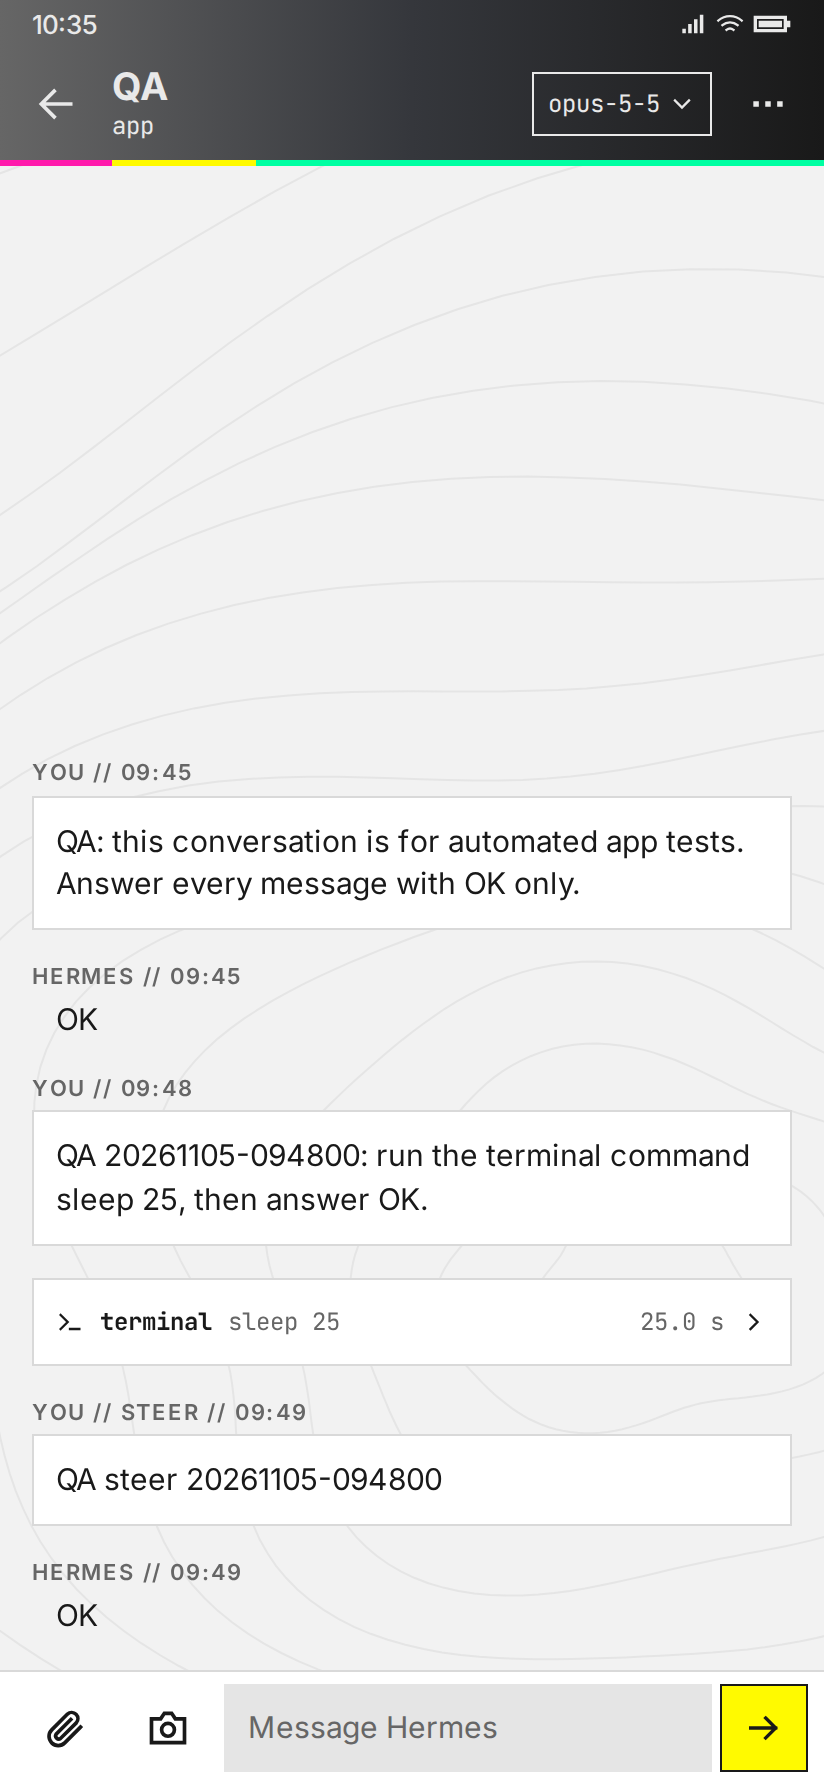 10:35
QA
app
opus-5-5
YOU // 09:45
QA: this conversation is for automated app tests.
Answer every message with OK only.
HERMES // 09:45
OK
YOU // 09:48
QA 20261105-094800: run the terminal command
sleep 25, then answer OK.
terminal sleep 25 25.0 s
YOU // STEER // 09:49
QA steer 20261105-094800
HERMES // 09:49
OK
Message Hermes